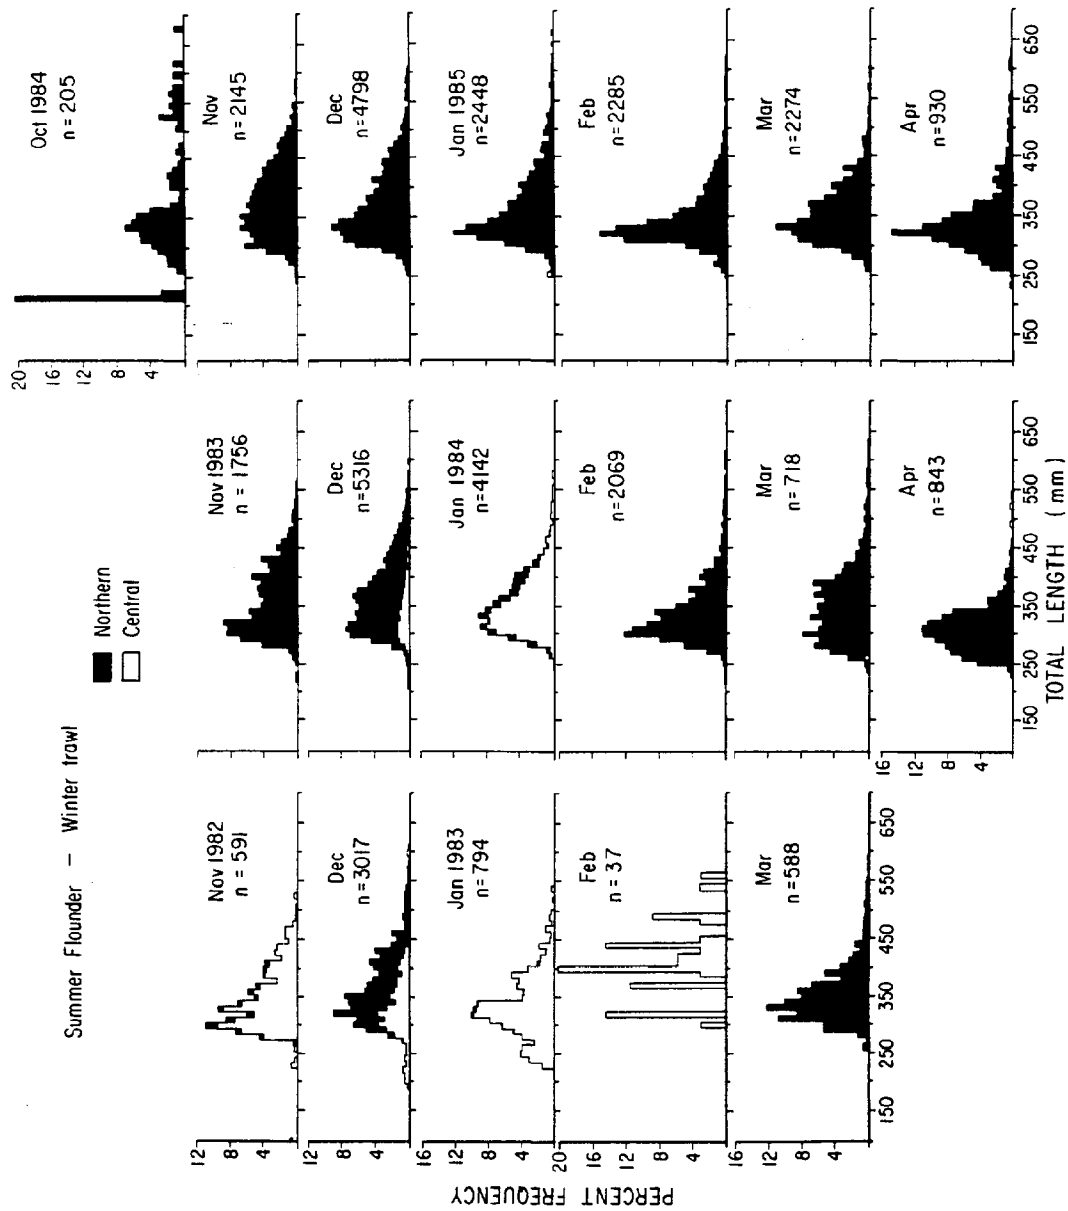 Summer Flounder — Winter trawl
Northern
Central
Nov 1982
n = 591
Dec
n=3017
Jan 1983
n=794
Feb
n=37
Mar
n=588
Nov 1983
n = 1756
Dec
n=5316
Jan 1984
n=4142
Feb
n=2069
Mar
n=718
Apr
n=843
Oct 1984
n = 205
Nov
n=2145
Dec
n=4798
Jan 1985
n=2448
Feb
n=2285
Mar
n=2274
Apr
n=930
PERCENT FREQUENCY
12 8 4
12 8 4
16 12 8 4
20 16 12 8 4
16 12 8 4
16 12 8 4
20 16 12 8 4
150 250 350 450 550 650
150 250 350 450 550 650
150 250 350 450 550 650
TOTAL LENGTH (mm)